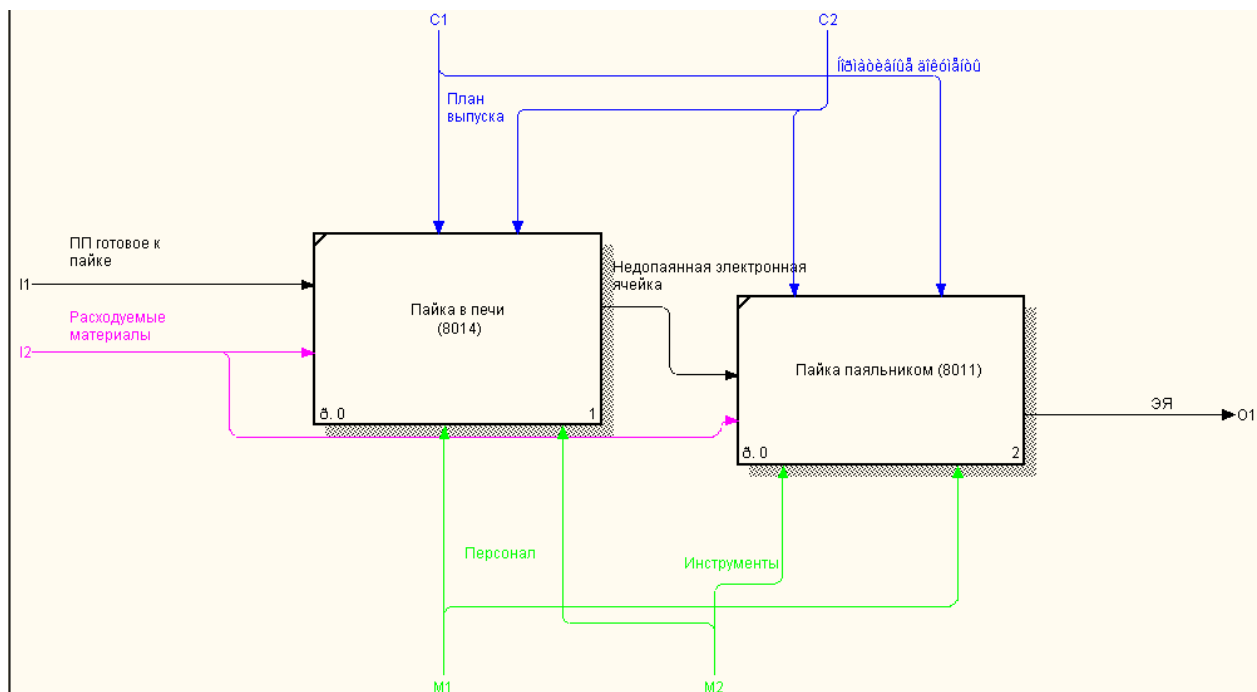 C1
C2
Íîðìàòèâíûå äîêóìåíòû
План
выпуска
ПП готовое к
пайке
I1
Расходуемые
материалы
I2
Пайка в печи
(8014)
ð. 0
1
Недопаянная электронная
ячейка
Пайка паяльником (8011)
ð. 0
2
ЭЯ
O1
Персонал
Инструменты
M1
M2